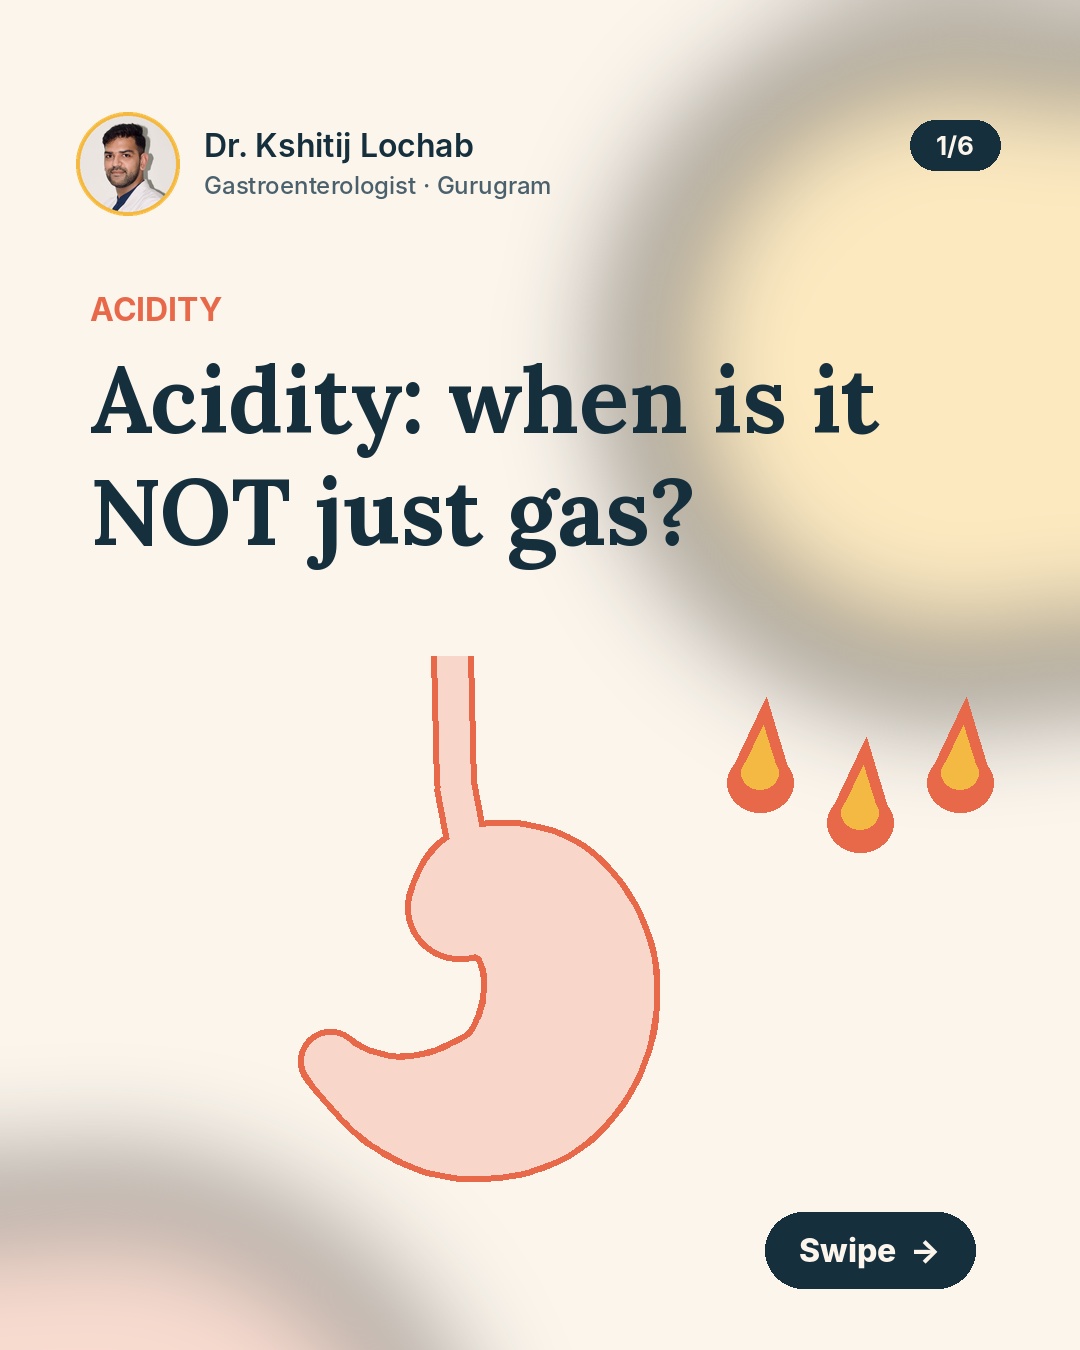 Dr. Kshitij Lochab
Gastroenterologist · Gurugram
1/6
ACIDITY
Acidity: when is it
NOT just gas?
Swipe →